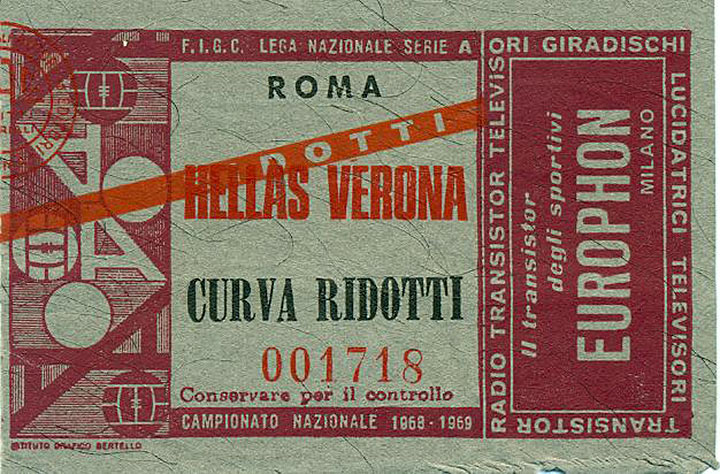 F.I.G.C. LEGA NAZIONALE SERIE A
ROMA
RIDOTTI
HELLAS VERONA
CURVA RIDOTTI
001718
Conservare per il controllo
CAMPIONATO NAZIONALE 1968-1969
ISTITUTO GRAFICO BERTELLO
RADIO TRANSISTOR TELEVISORI GIRADISCHI
LUCIDATRICI TELEVISORI
TRANSISTOR
Il transistor
degli sportivi
EUROPHON
MILANO